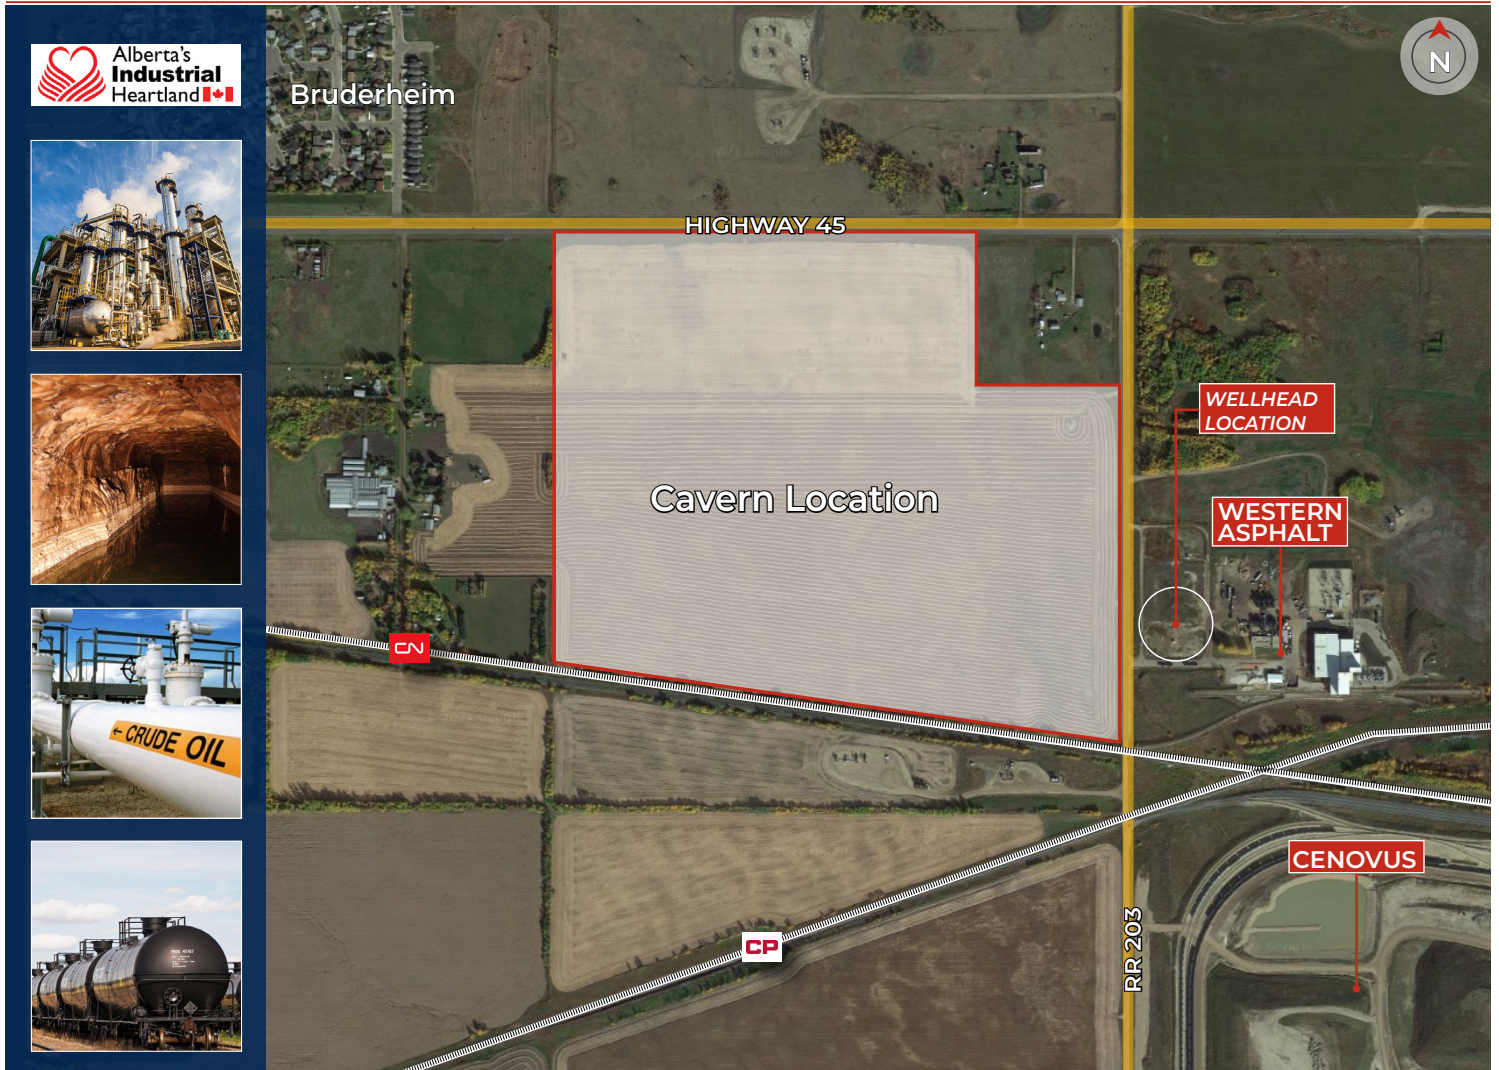 Alberta's
Industrial
Heartland
Bruderheim
N
HIGHWAY 45
WELLHEAD
LOCATION
Cavern Location
WESTERN
ASPHALT
CN
← CRUDE OIL
CENOVUS
RR 203
CP